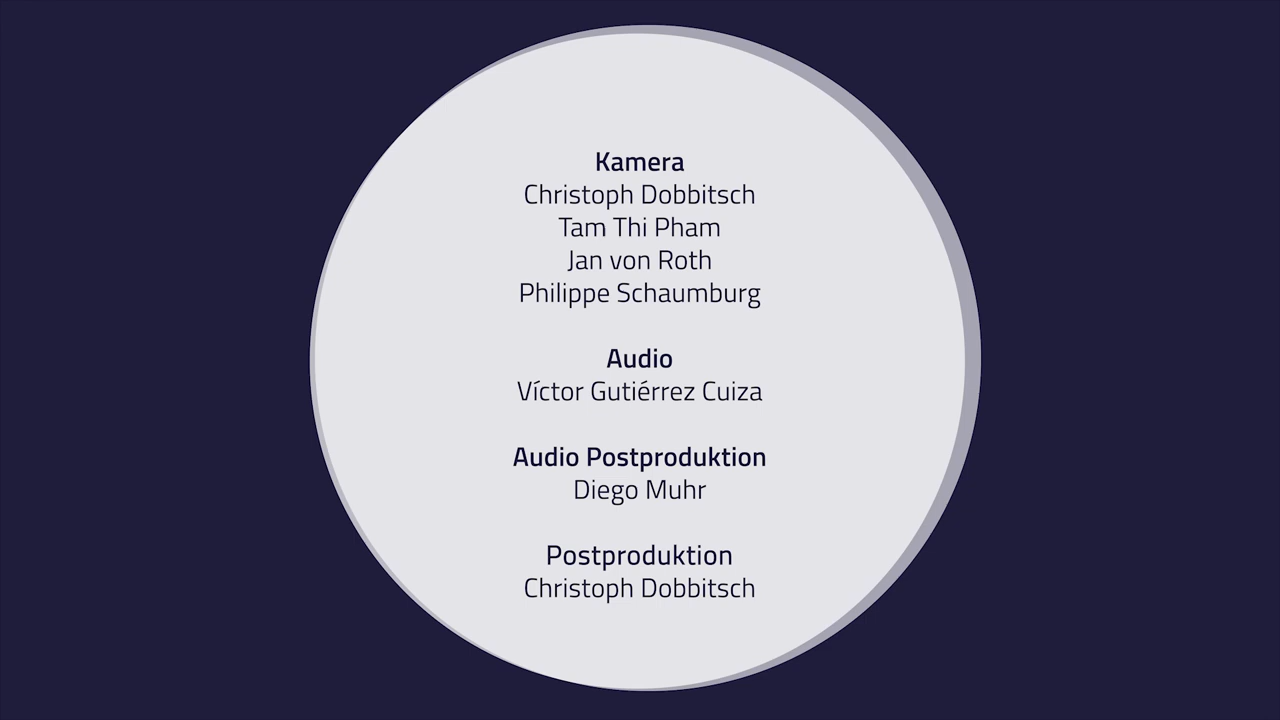 Kamera
Christoph Dobbitsch
Tam Thi Pham
Jan von Roth
Philippe Schaumburg
Audio
Víctor Gutiérrez Cuiza
Audio Postproduktion
Diego Muhr
Postproduktion
Christoph Dobbitsch